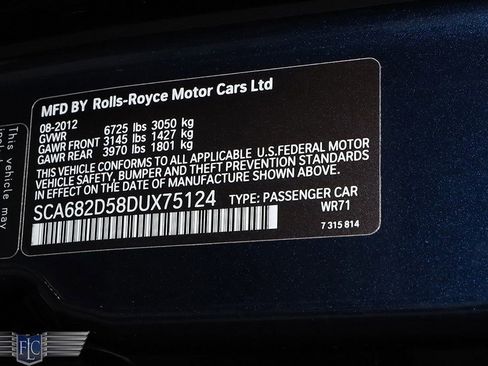 MFD BY Rolls-Royce Motor Cars Ltd
08-2012 6725 lbs 3050 kg
GVWR
GAWR FRONT 3145 lbs 1427 kg
GAWR REAR 3970 lbs 1801 kg
THIS VEHICLE CONFORMS TO ALL APPLICABLE U.S.FEDERAL MOTOR
VEHICLE SAFETY, BUMPER AND THEFT PREVENTION STANDARDS
IN EFFECT ON THE DATE OF MANUFACTURE SHOWN ABOVE.
SCA682D58DUX75124 TYPE: PASSENGER CAR
WR71
7 315 814
This vehicle may
FLC